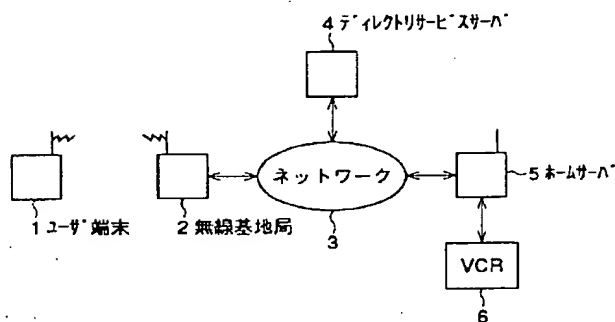 4 ディレクトリサービスサーバ
ネットワーク
5 ホームサーバ
1 ユーザ端末
2 無線基地局
3
VCR
6